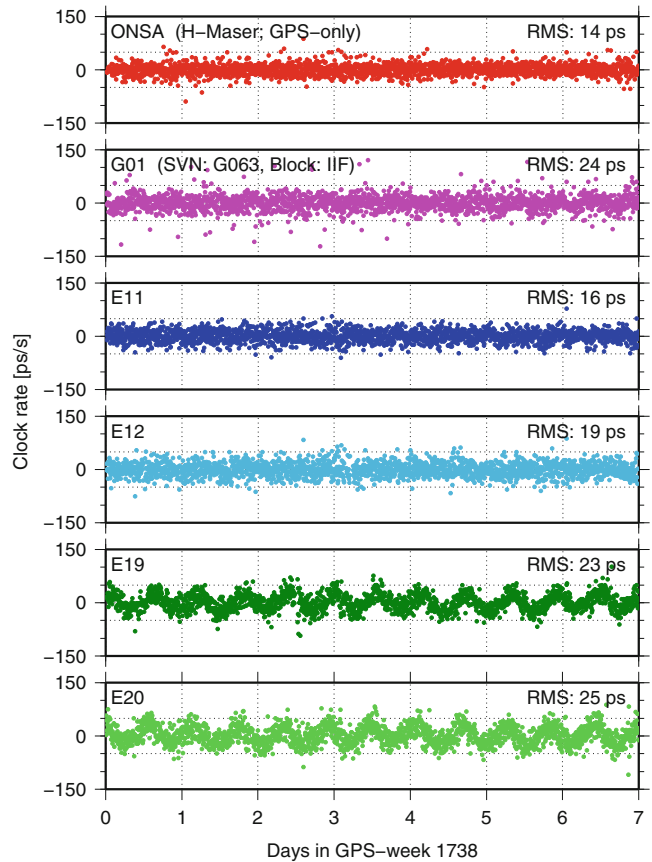 150
ONSA (H−Maser; GPS−only) RMS: 14 ps
0
−150
150
G01 (SVN: G063, Block: IIF) RMS: 24 ps
0
−150
150
E11 RMS: 16 ps
0
−150
Clock rate [ps/s]
150
E12 RMS: 19 ps
0
−150
150
E19 RMS: 23 ps
0
−150
150
E20 RMS: 25 ps
0
−150
0 1 2 3 4 5 6 7
Days in GPS−week 1738